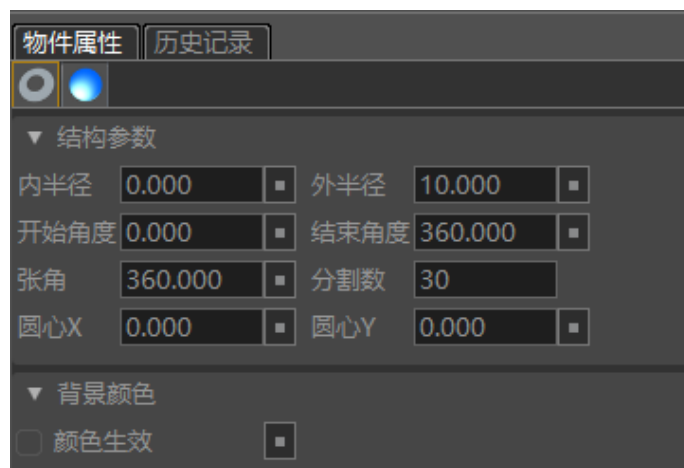 物件属性 历史记录
▼ 结构参数
内半径 0.000 外半径 10.000
开始角度 0.000 结束角度 360.000
张角 360.000 分割数 30
圆心X 0.000 圆心Y 0.000
▼ 背景颜色
颜色生效